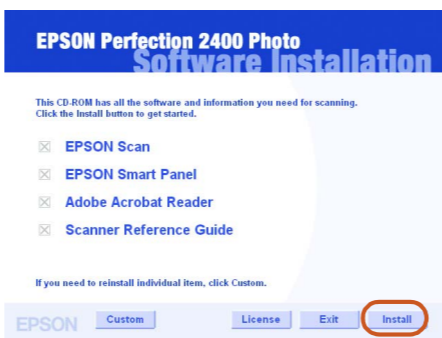 EPSON Perfection 2400 Photo
Software Installation
This CD-ROM has all the software and information you need for scanning.
Click the Install button to get started.
EPSON Scan
EPSON Smart Panel
Adobe Acrobat Reader
Scanner Reference Guide
If you need to reinstall individual item, click Custom.
EPSON Custom License Exit Install